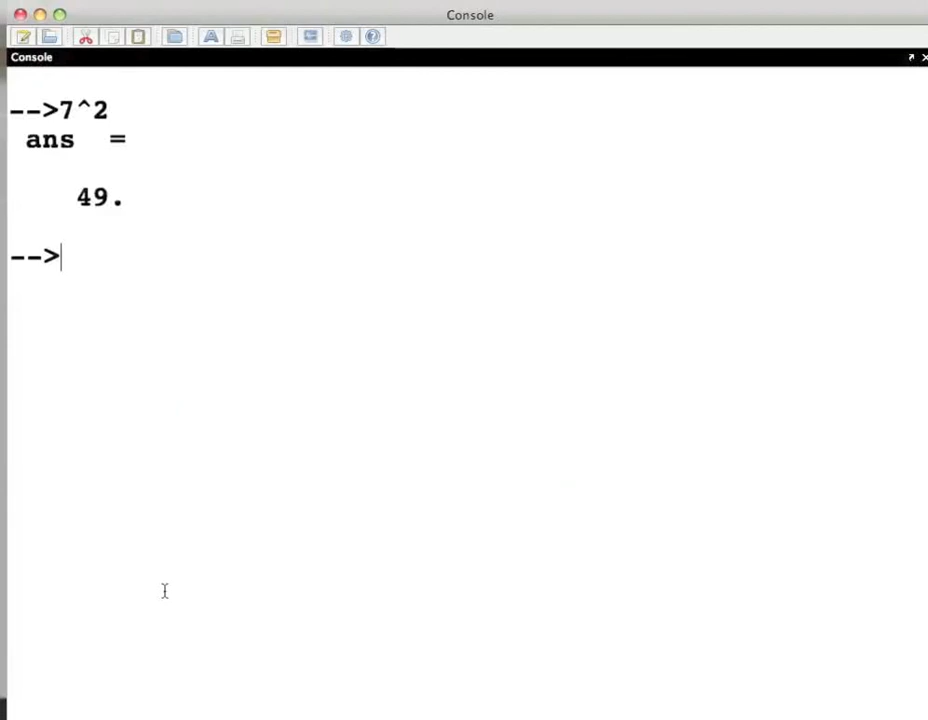 Console
Console
-->7^2
ans =
49.
-->